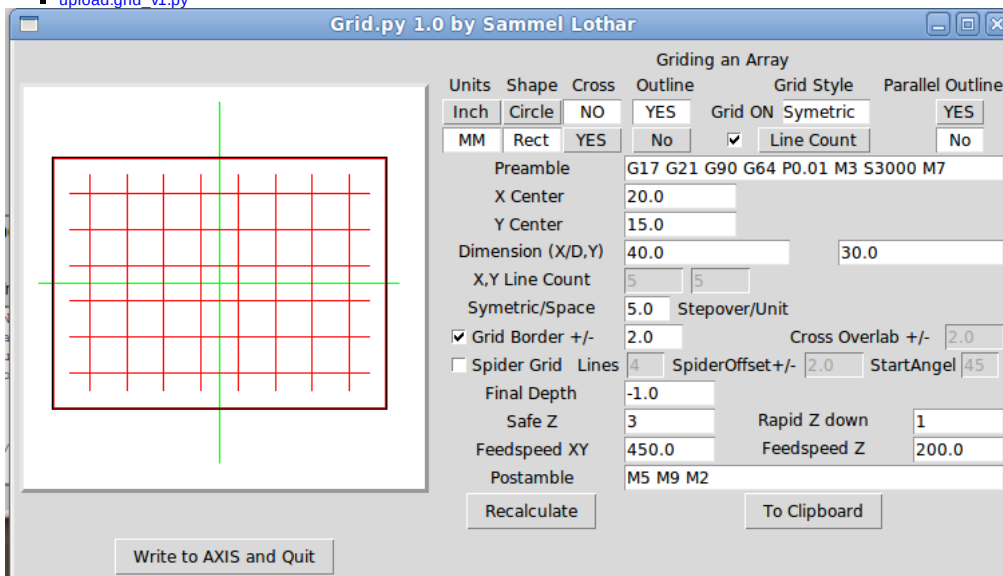 upload.grid_v1.py
Grid.py 1.0 by Sammel Lothar
Griding an Array
Units Shape Cross Outline Grid Style Parallel Outline
Inch Circle NO YES Grid ON Symetric YES
MM Rect YES No Line Count No
Preamble G17 G21 G90 G64 P0.01 M3 S3000 M7
X Center 20.0
Y Center 15.0
Dimension (X/D,Y) 40.0 30.0
X,Y Line Count 5 5
Symetric/Space 5.0 Stepover/Unit
Grid Border +/- 2.0 Cross Overlab +/- 2.0
Spider Grid Lines 4 SpiderOffset+/- 2.0 StartAngel 45
Final Depth -1.0
Safe Z 3 Rapid Z down 1
Feedspeed XY 450.0 Feedspeed Z 200.0
Postamble M5 M9 M2
Recalculate To Clipboard
Write to AXIS and Quit